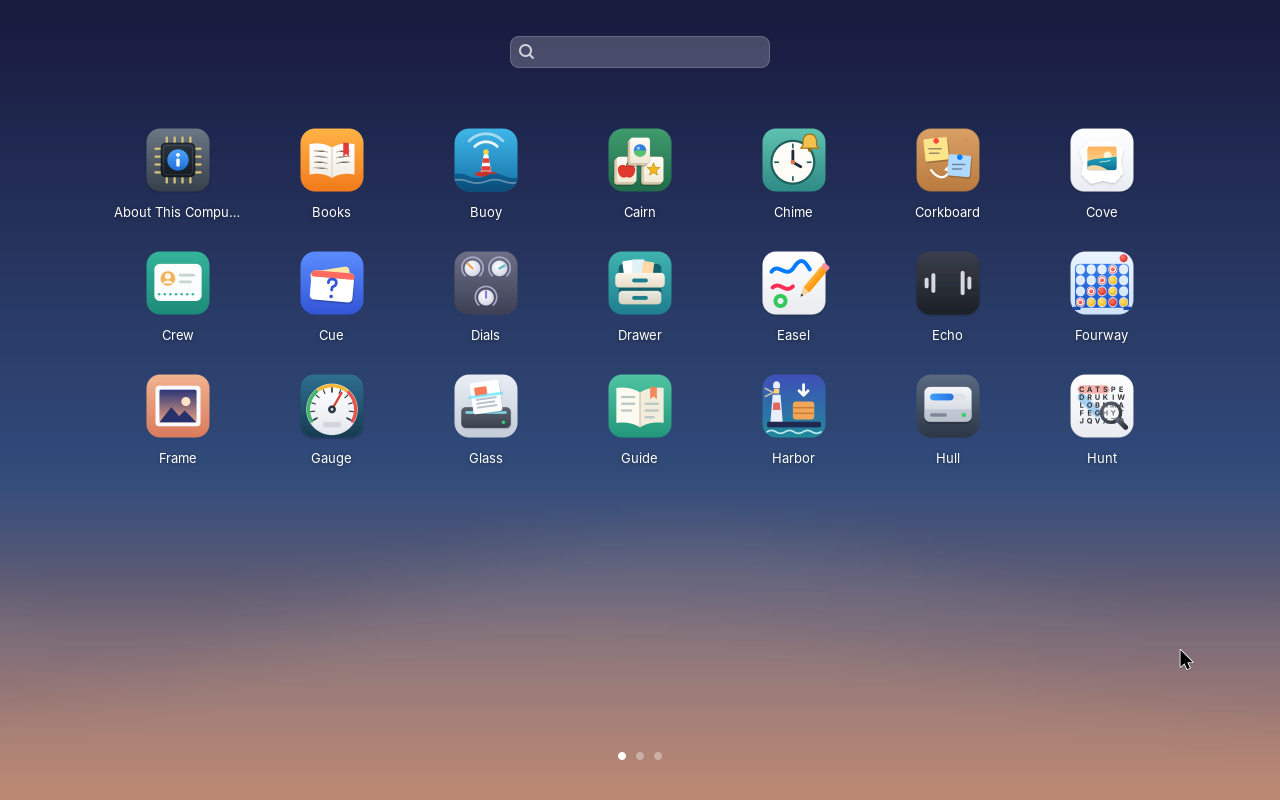 About This Compu...
Books
Buoy
Cairn
Chime
Corkboard
Cove
Crew
Cue
Dials
Drawer
Easel
Echo
Fourway
Frame
Gauge
Glass
Guide
Harbor
Hull
Hunt